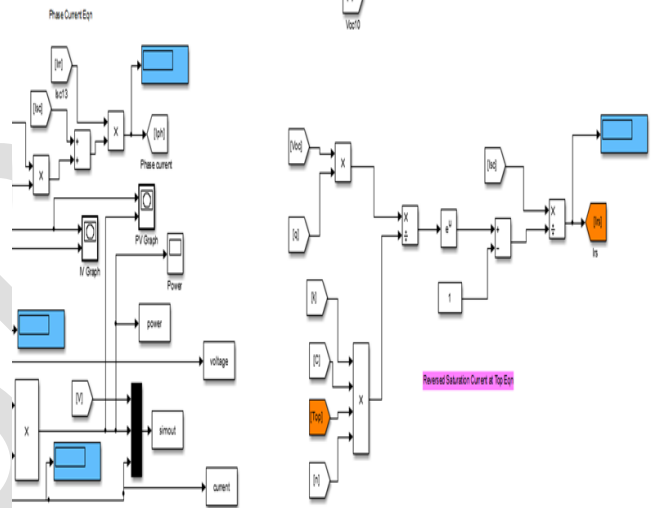 Phase Current Eqn
Voc10
[Irr]
Isc13
[Isc]
X
[Iph]
Phase current
X
+
+
PV Graph
IV Graph
Power
power
voltage
[V]
X
simout
current
[Voc]
X
[q]
X
÷
e^u
+
-
[Isc]
X
÷
[Irs]
Irs
1
[k]
[C]
[Top]
X
[n]
Reversed Saturation Current at Top Eqn